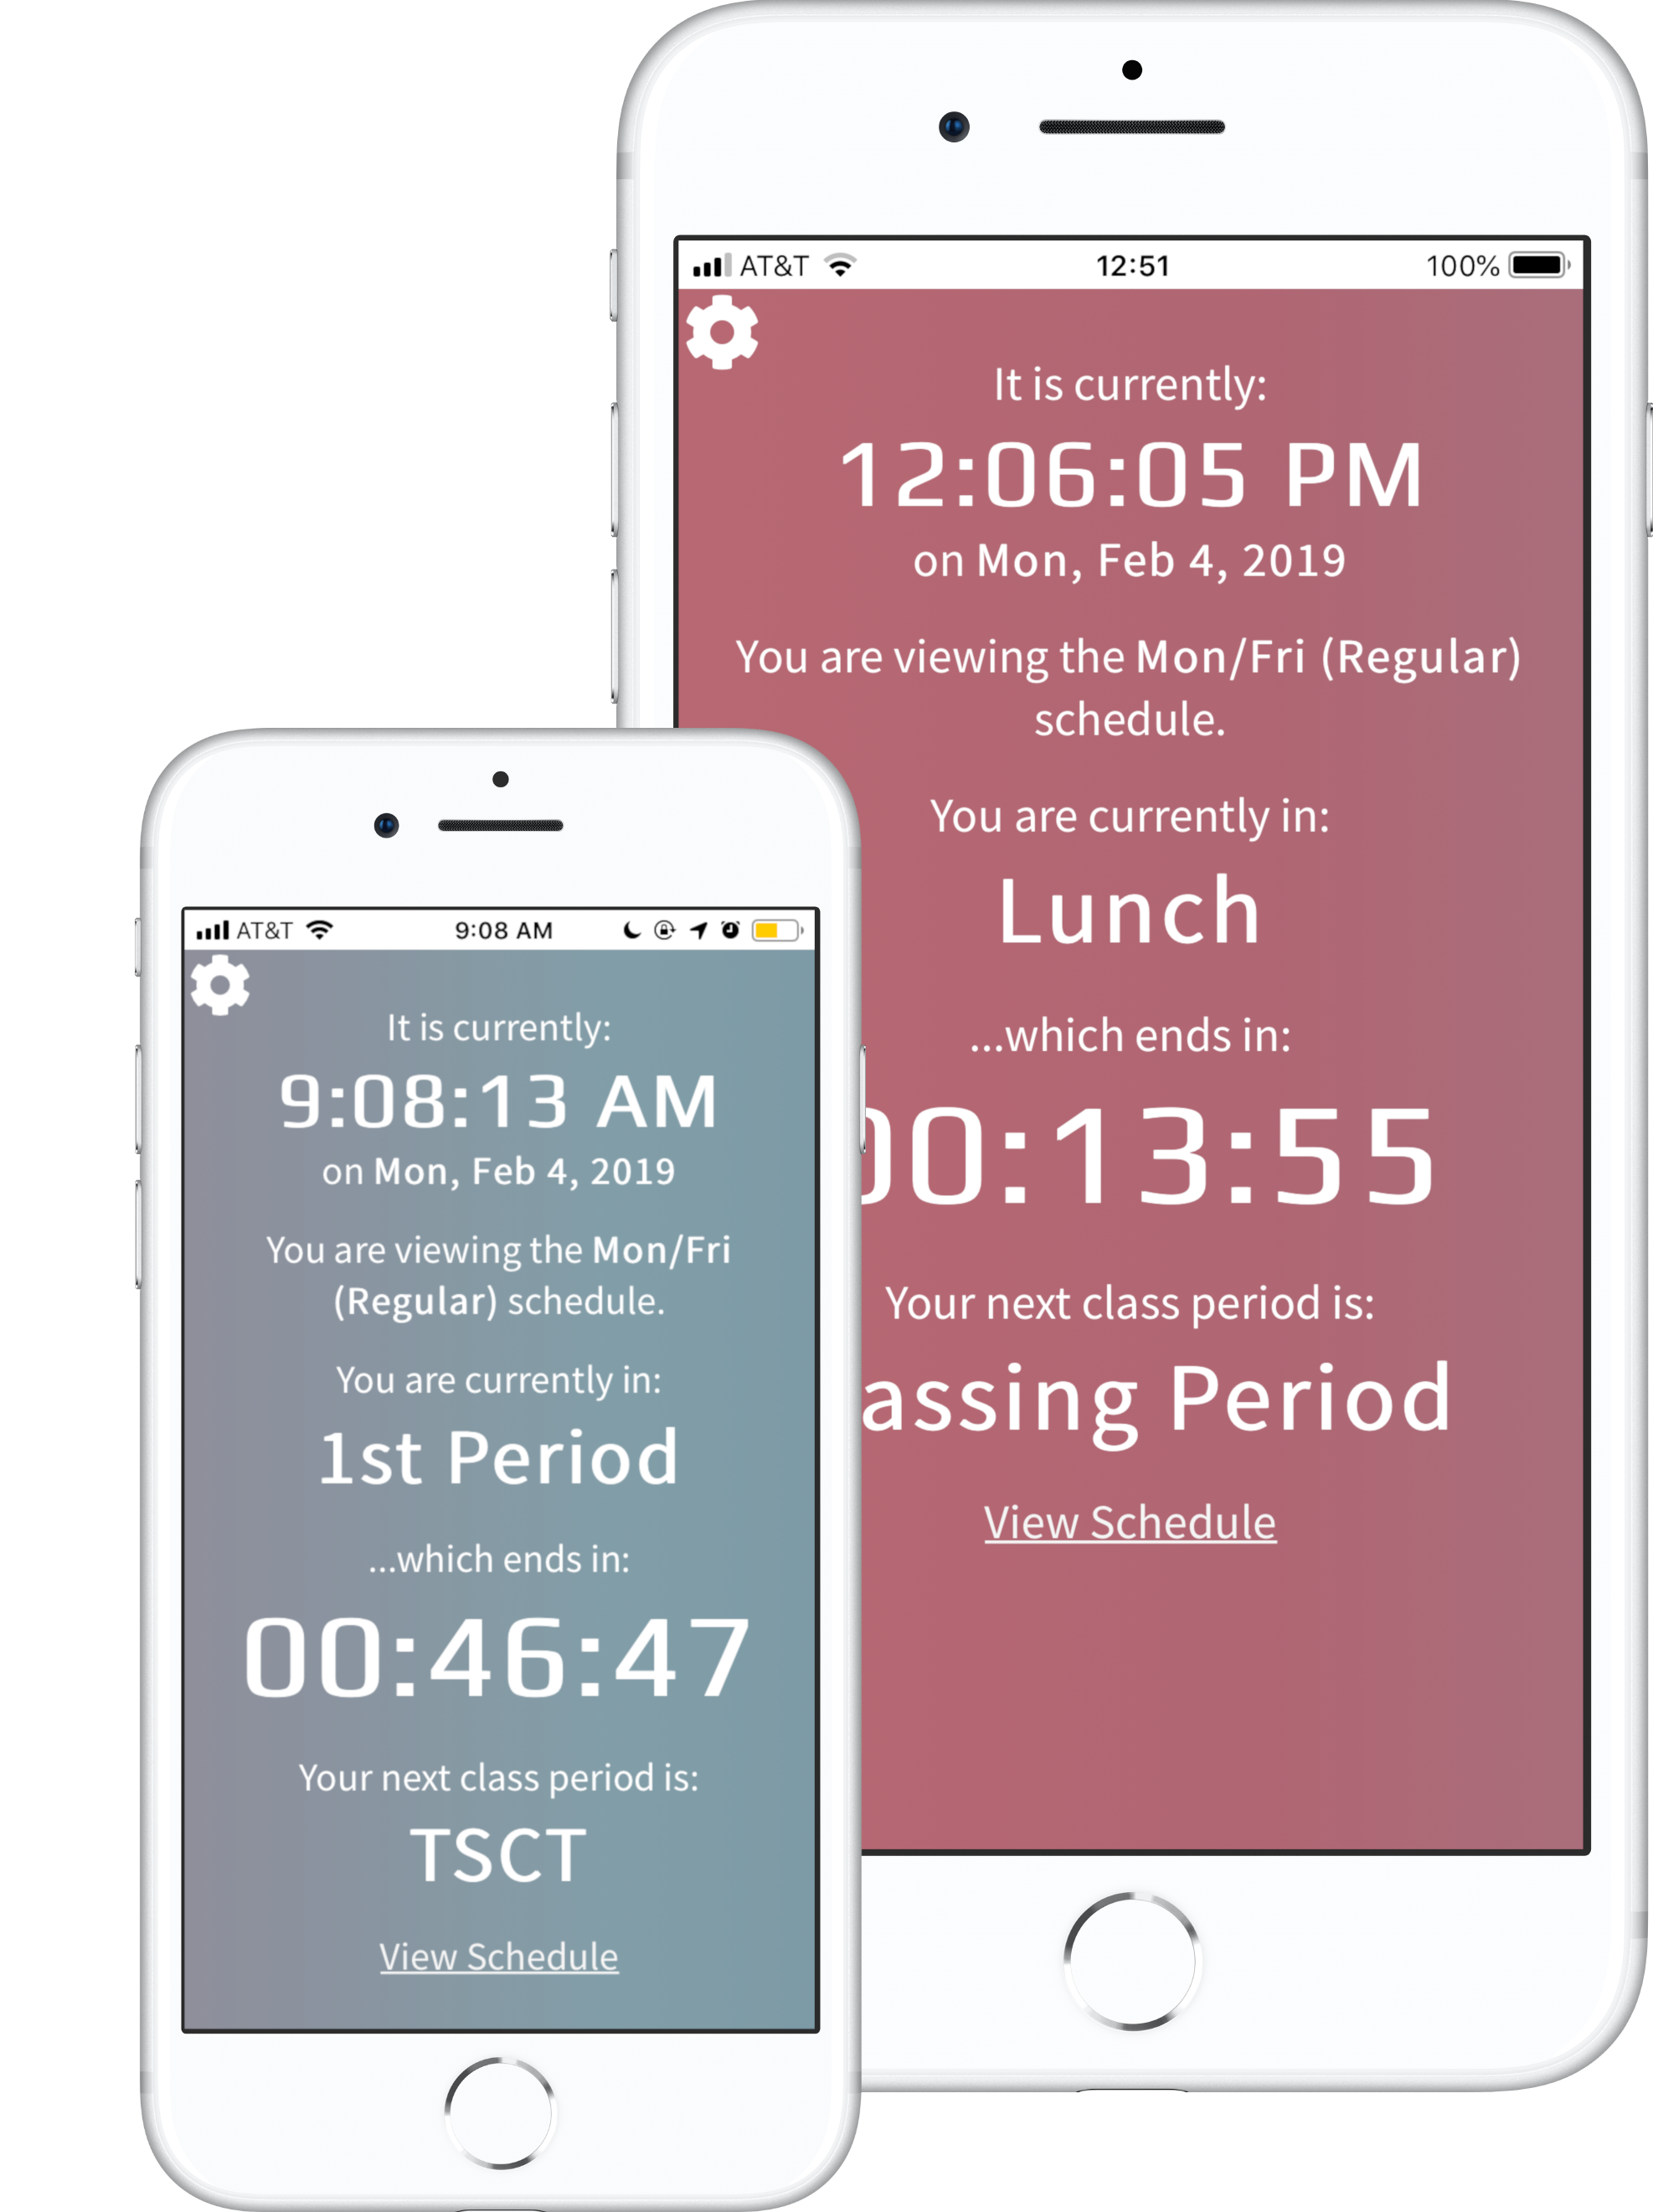 AT&T 12:51 100%
It is currently:
12:06:05 PM
on Mon, Feb 4, 2019
You are viewing the Mon/Fri (Regular)
schedule.
You are currently in:
Lunch
...which ends in:
00:13:55
Your next class period is:
assing Period
View Schedule
AT&T 9:08 AM
It is currently:
9:08:13 AM
on Mon, Feb 4, 2019
You are viewing the Mon/Fri
(Regular) schedule.
You are currently in:
1st Period
...which ends in:
00:46:47
Your next class period is:
TSCT
View Schedule